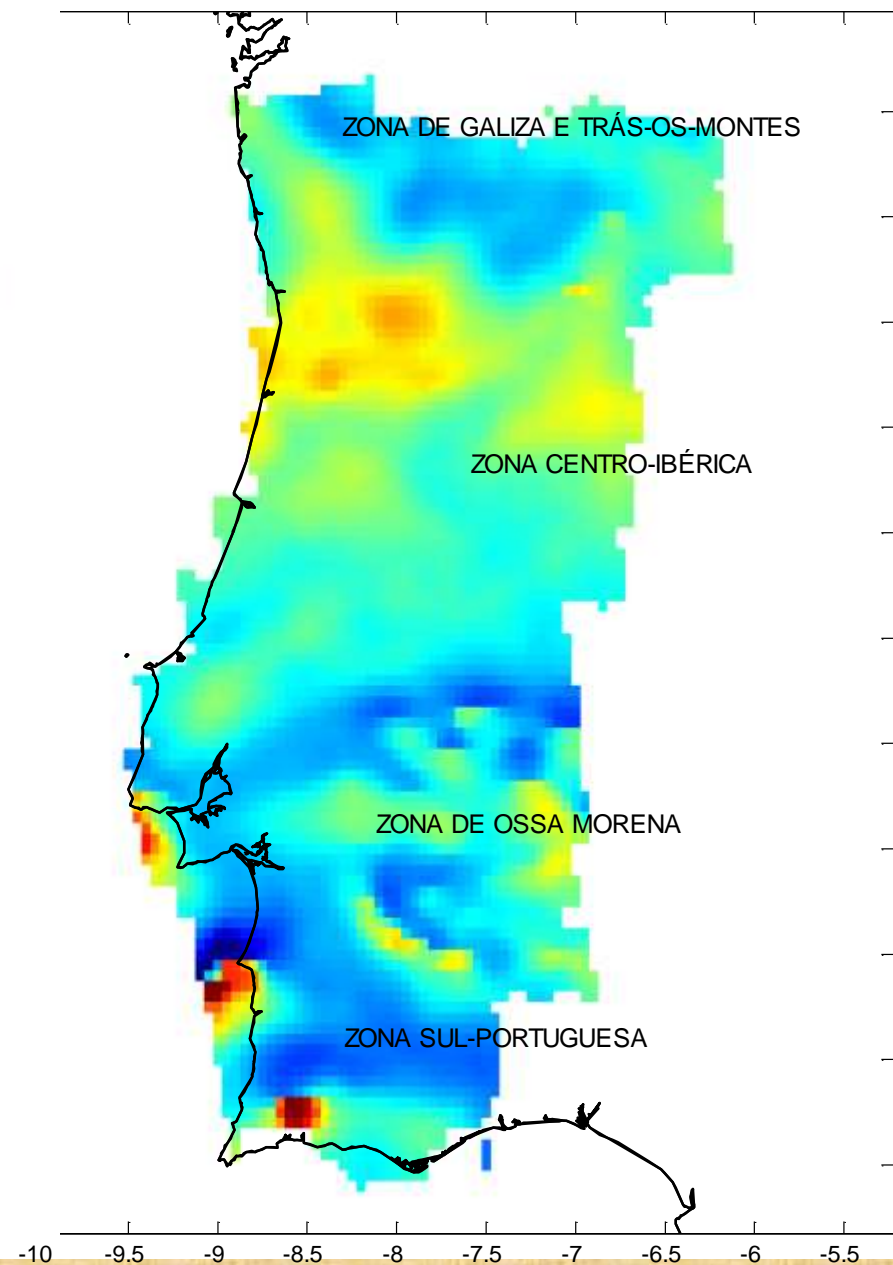 ZONA DE GALIZA E TRÁS-OS-MONTES
ZONA CENTRO-IBÉRICA
ZONA DE OSSA MORENA
ZONA SUL-PORTUGUESA
-10 -9.5 -9 -8.5 -8 -7.5 -7 -6.5 -6 -5.5